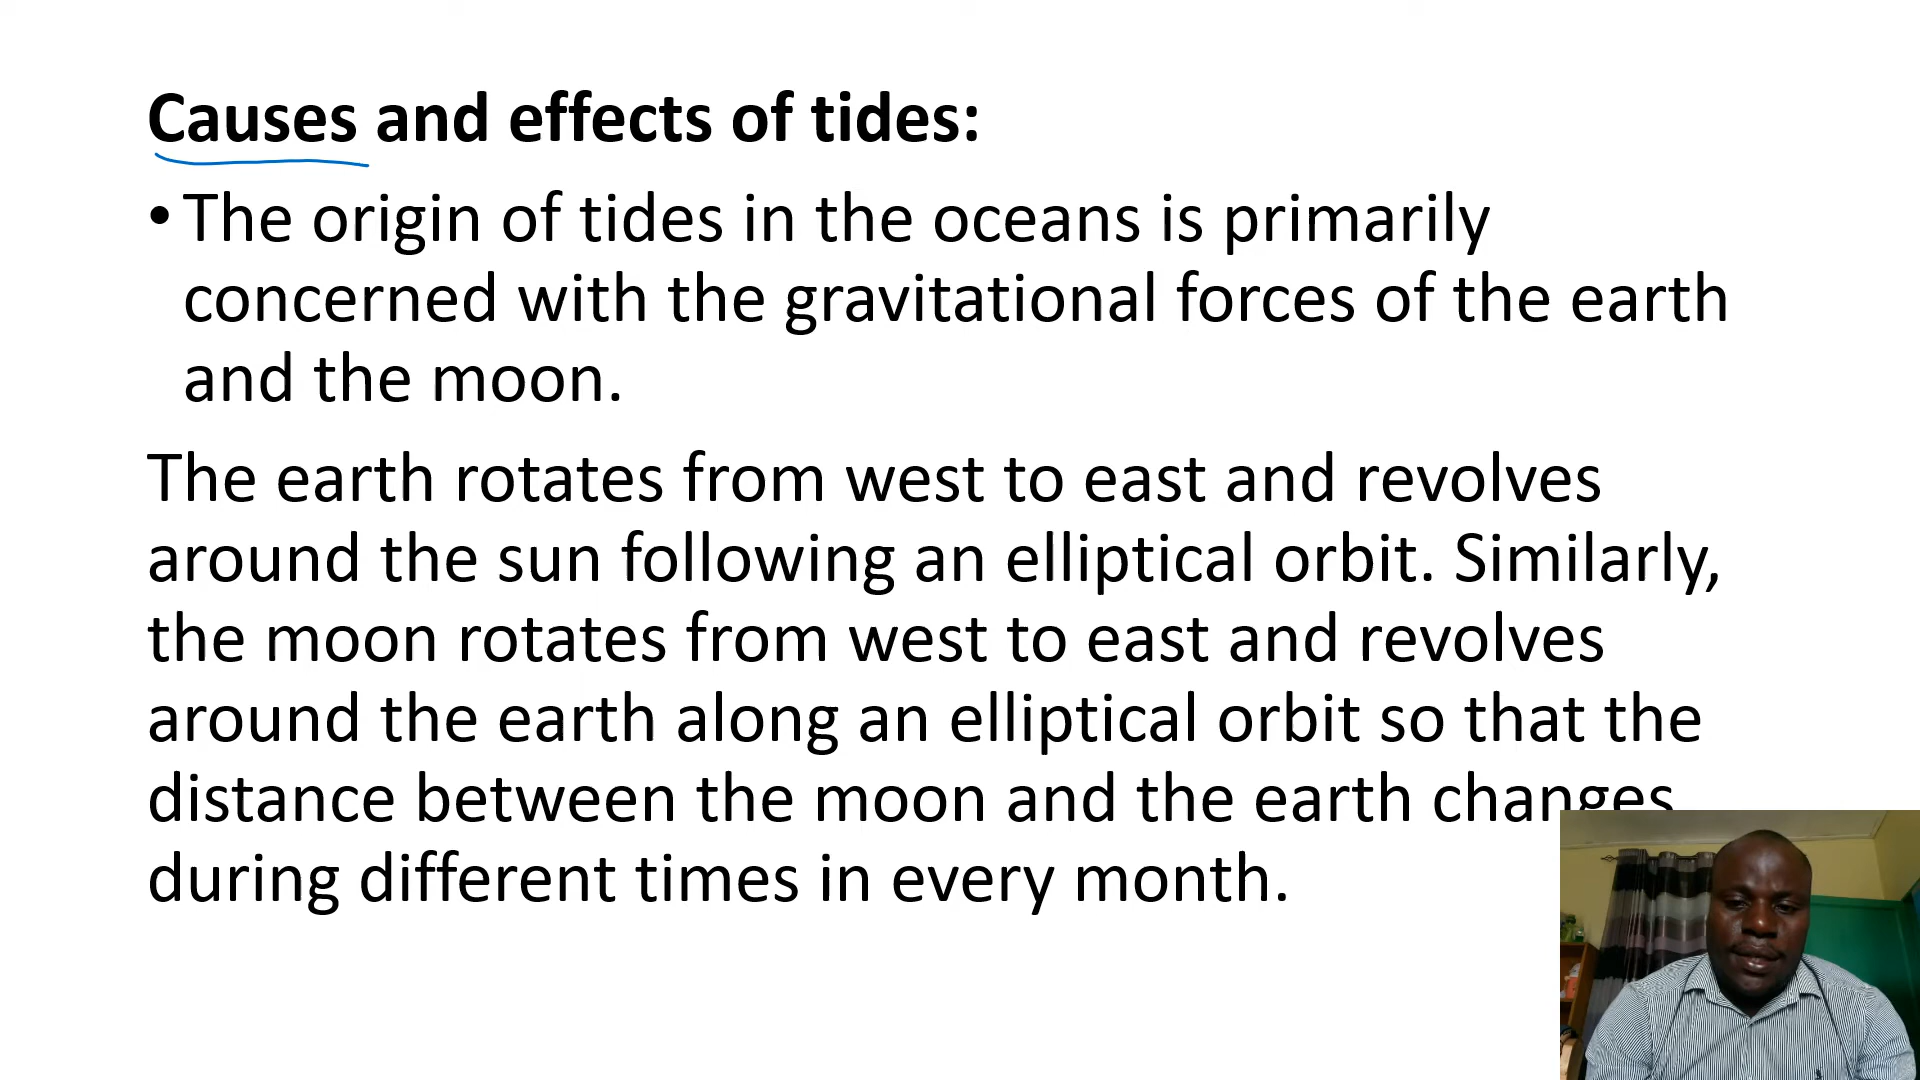 Causes and effects of tides:
• The origin of tides in the oceans is primarily
concerned with the gravitational forces of the earth
and the moon.
The earth rotates from west to east and revolves
around the sun following an elliptical orbit. Similarly,
the moon rotates from west to east and revolves
around the earth along an elliptical orbit so that the
distance between the moon and the earth changes
during different times in every month.